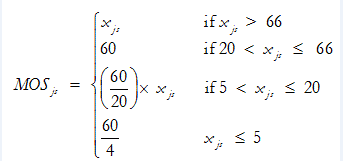 x_js if x_js > 66
60 if 20 < x_js ≤ 66
MOS_js = { (60/20) × x_js if 5 < x_js ≤ 20
60/4 x_js ≤ 5